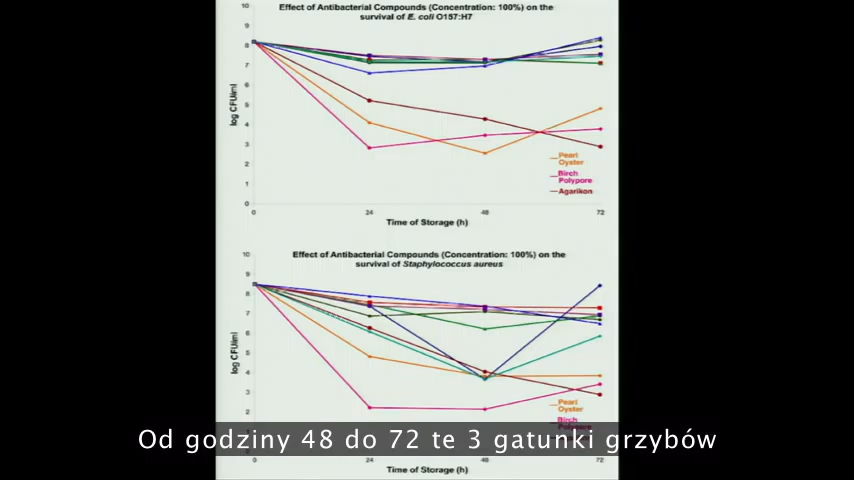 Effect of Antibacterial Compounds (Concentration: 100%) on the
survival of E. coli O157:H7
10
9
8
7
6
5
4
3
2
1
0
log CFU/ml
0
24
48
72
Time of Storage (h)
Pearl
Oyster
Birch
Polypore
Agarikon
Effect of Antibacterial Compounds (Concentration: 100%) on the
survival of Staphylococcus aureus
10
9
8
7
6
5
4
3
2
log CFU/ml
Pearl
Oyster
Birch
Od godziny 48 do 72 te 3 gatunki grzybów
0
24
48
72
Time of Storage (h)